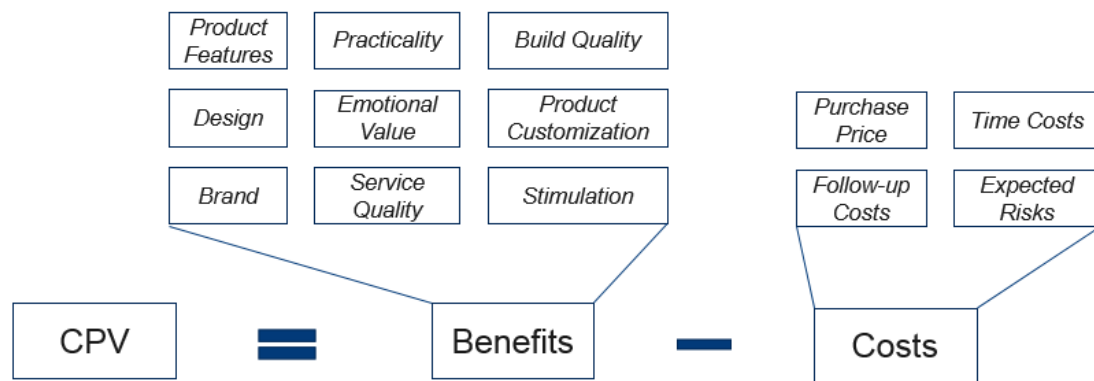 Product
Features
Practicality
Build Quality
Design
Emotional
Value
Product
Customization
Brand
Service
Quality
Stimulation
Purchase
Price
Time Costs
Follow-up
Costs
Expected
Risks
CPV
=
Benefits
–
Costs